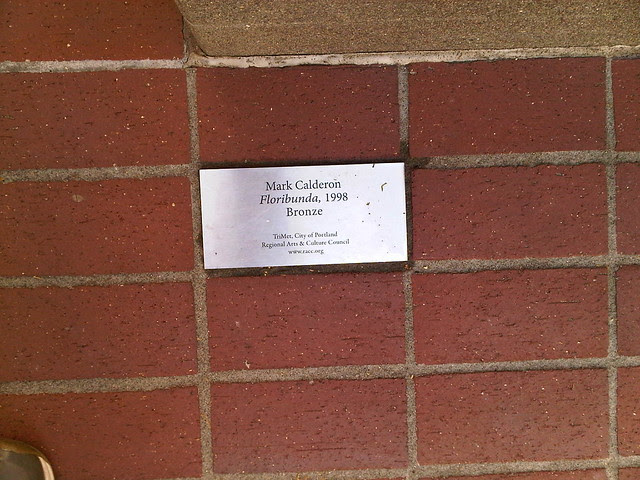 Mark Calderon
Floribunda, 1998
Bronze
TriMet, City of Portland
Regional Arts & Culture Council
www.racc.org